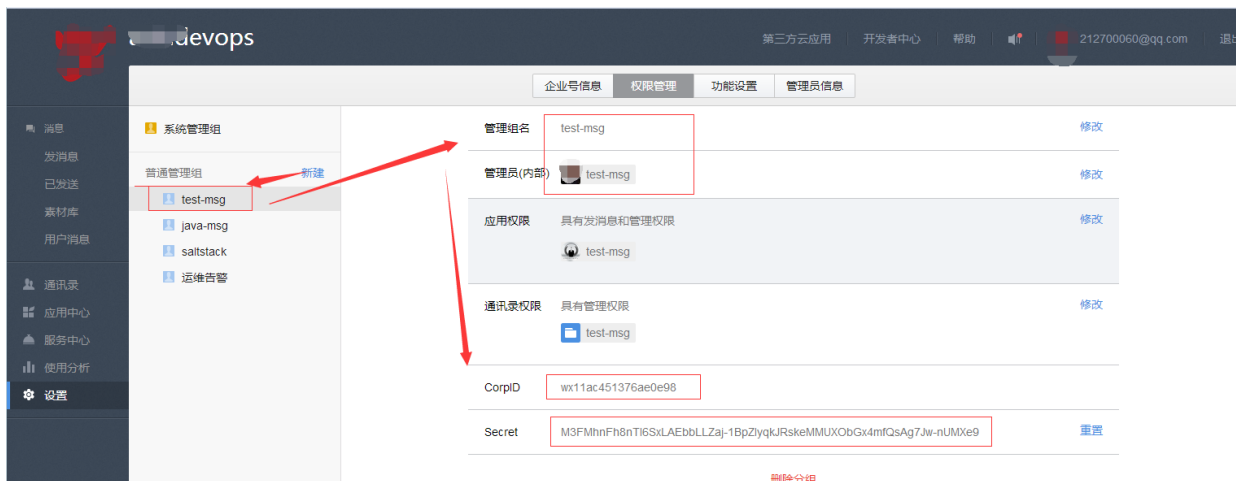 devops
第三方云应用 开发者中心 帮助 212700060@qq.com
企业号信息 权限管理 功能设置 管理员信息
消息
发消息
已发送
素材库
用户消息
通讯录
应用中心
服务中心
使用分析
设置
系统管理组
普通管理组 新建
test-msg
java-msg
saltstack
运维告警
管理组名 test-msg 修改
管理员(内部) test-msg 修改
应用权限 具有发消息和管理权限 修改
test-msg
通讯录权限 具有管理权限 修改
test-msg
CorpID wx11ac451376ae0e98
Secret M3FMhnFh8nTl6SxLAEbbLLZaj-1BpZlyqkJRskeMMUXObGx4mfQsAg7Jw-nUMXe9 重置
删除分组